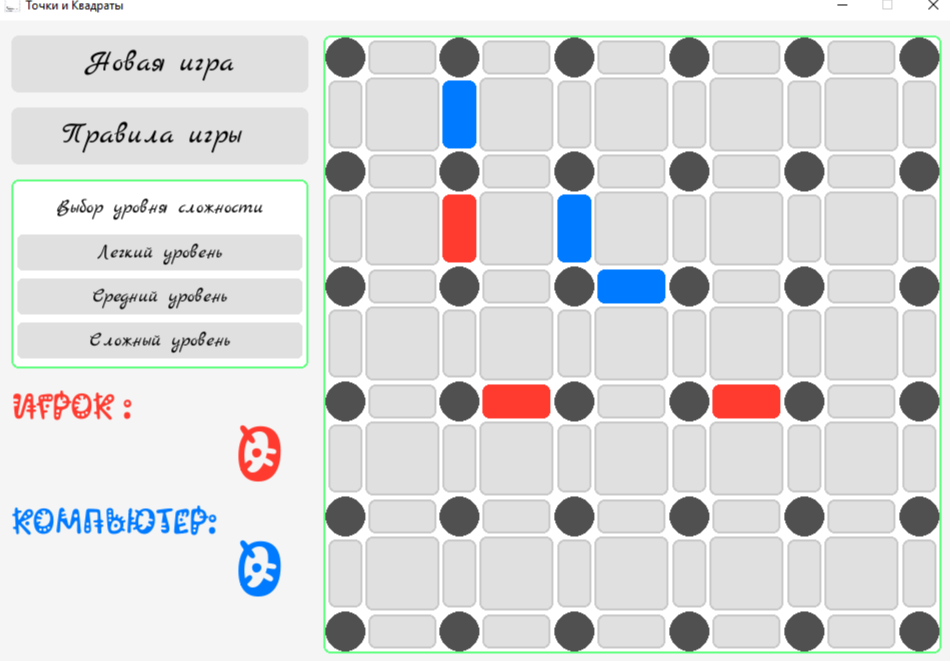 Точки и Квадраты
Новая игра
Правила игры
Выбор уровня сложности
Легкий уровень
Средний уровень
Сложный уровень
ИГРОК :
0
КОМПЬЮТЕР:
0